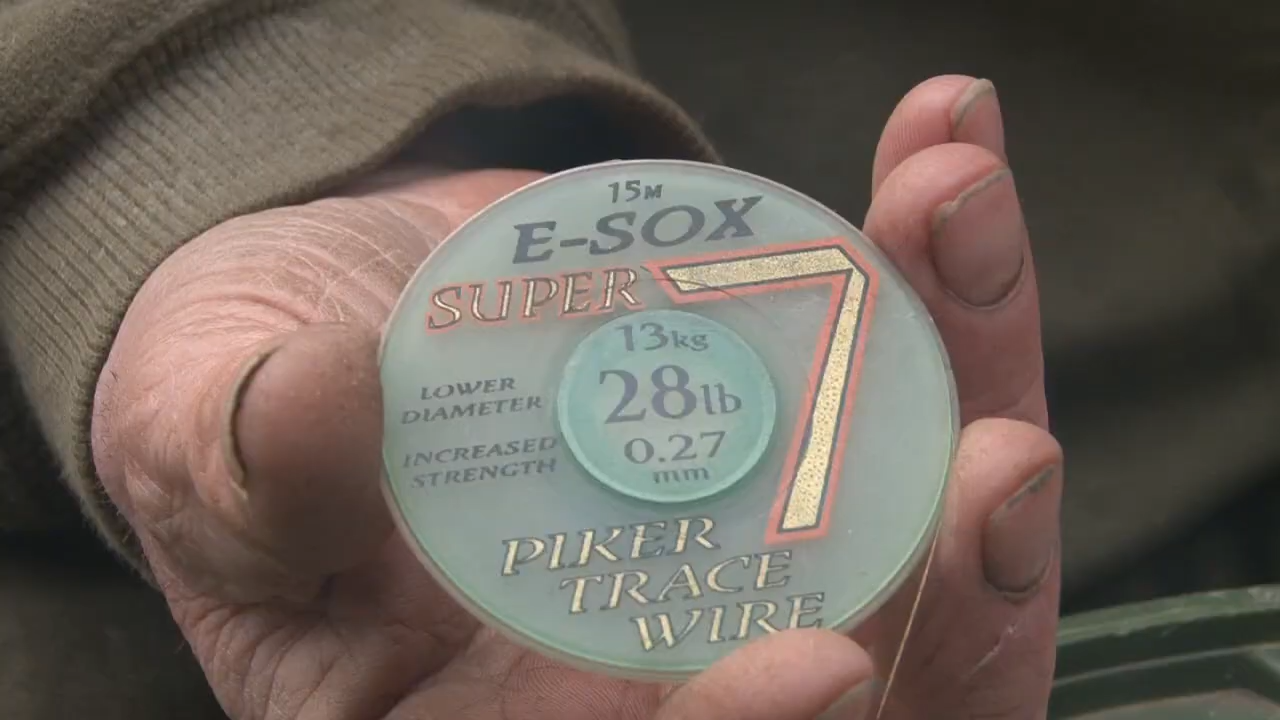 15M
E-SOX
SUPER 7
13kg
28lb
0.27
mm
LOWER
DIAMETER
INCREASED
STRENGTH
PIKER
TRACE
WIRE